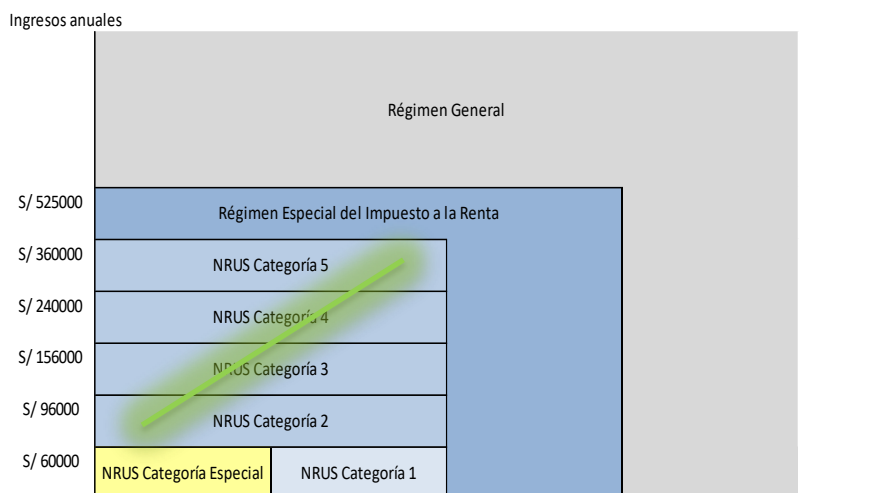 Ingresos anuales
Régimen General
S/ 525000
Régimen Especial del Impuesto a la Renta
S/ 360000
NRUS Categoría 5
S/ 240000
NRUS Categoría 4
S/ 156000
NRUS Categoría 3
S/ 96000
NRUS Categoría 2
S/ 60000
NRUS Categoría Especial
NRUS Categoría 1